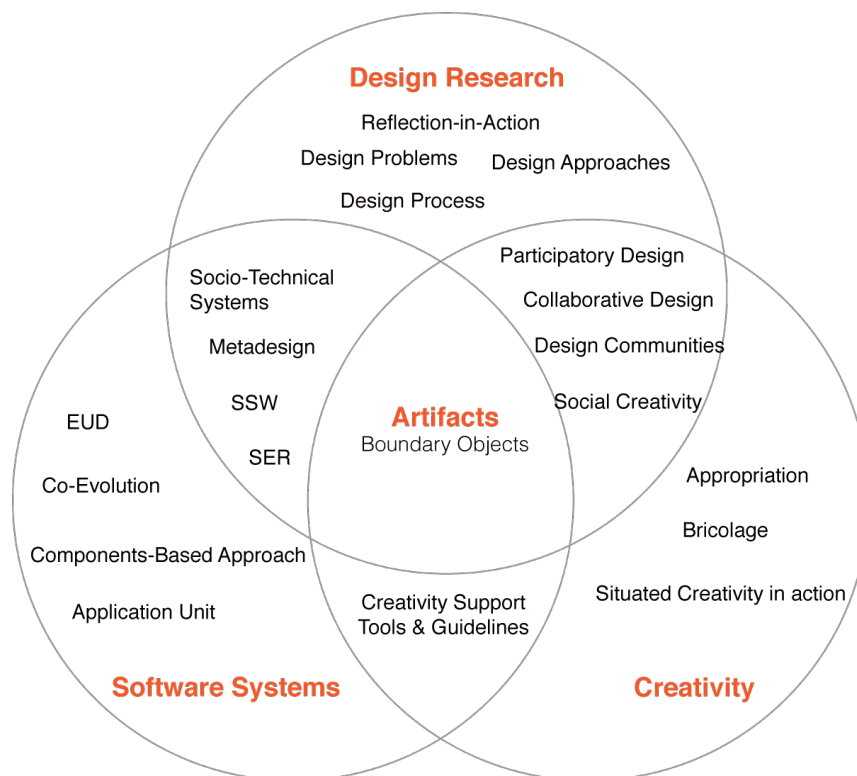 Design Research
Reflection-in-Action
Design Problems
Design Approaches
Design Process
Participatory Design
Socio-Technical
Systems
Collaborative Design
Metadesign
Design Communities
SSW
Social Creativity
Artifacts
EUD
Boundary Objects
SER
Appropriation
Co-Evolution
Bricolage
Components-Based Approach
Situated Creativity in action
Creativity Support
Application Unit
Tools & Guidelines
Software Systems
Creativity